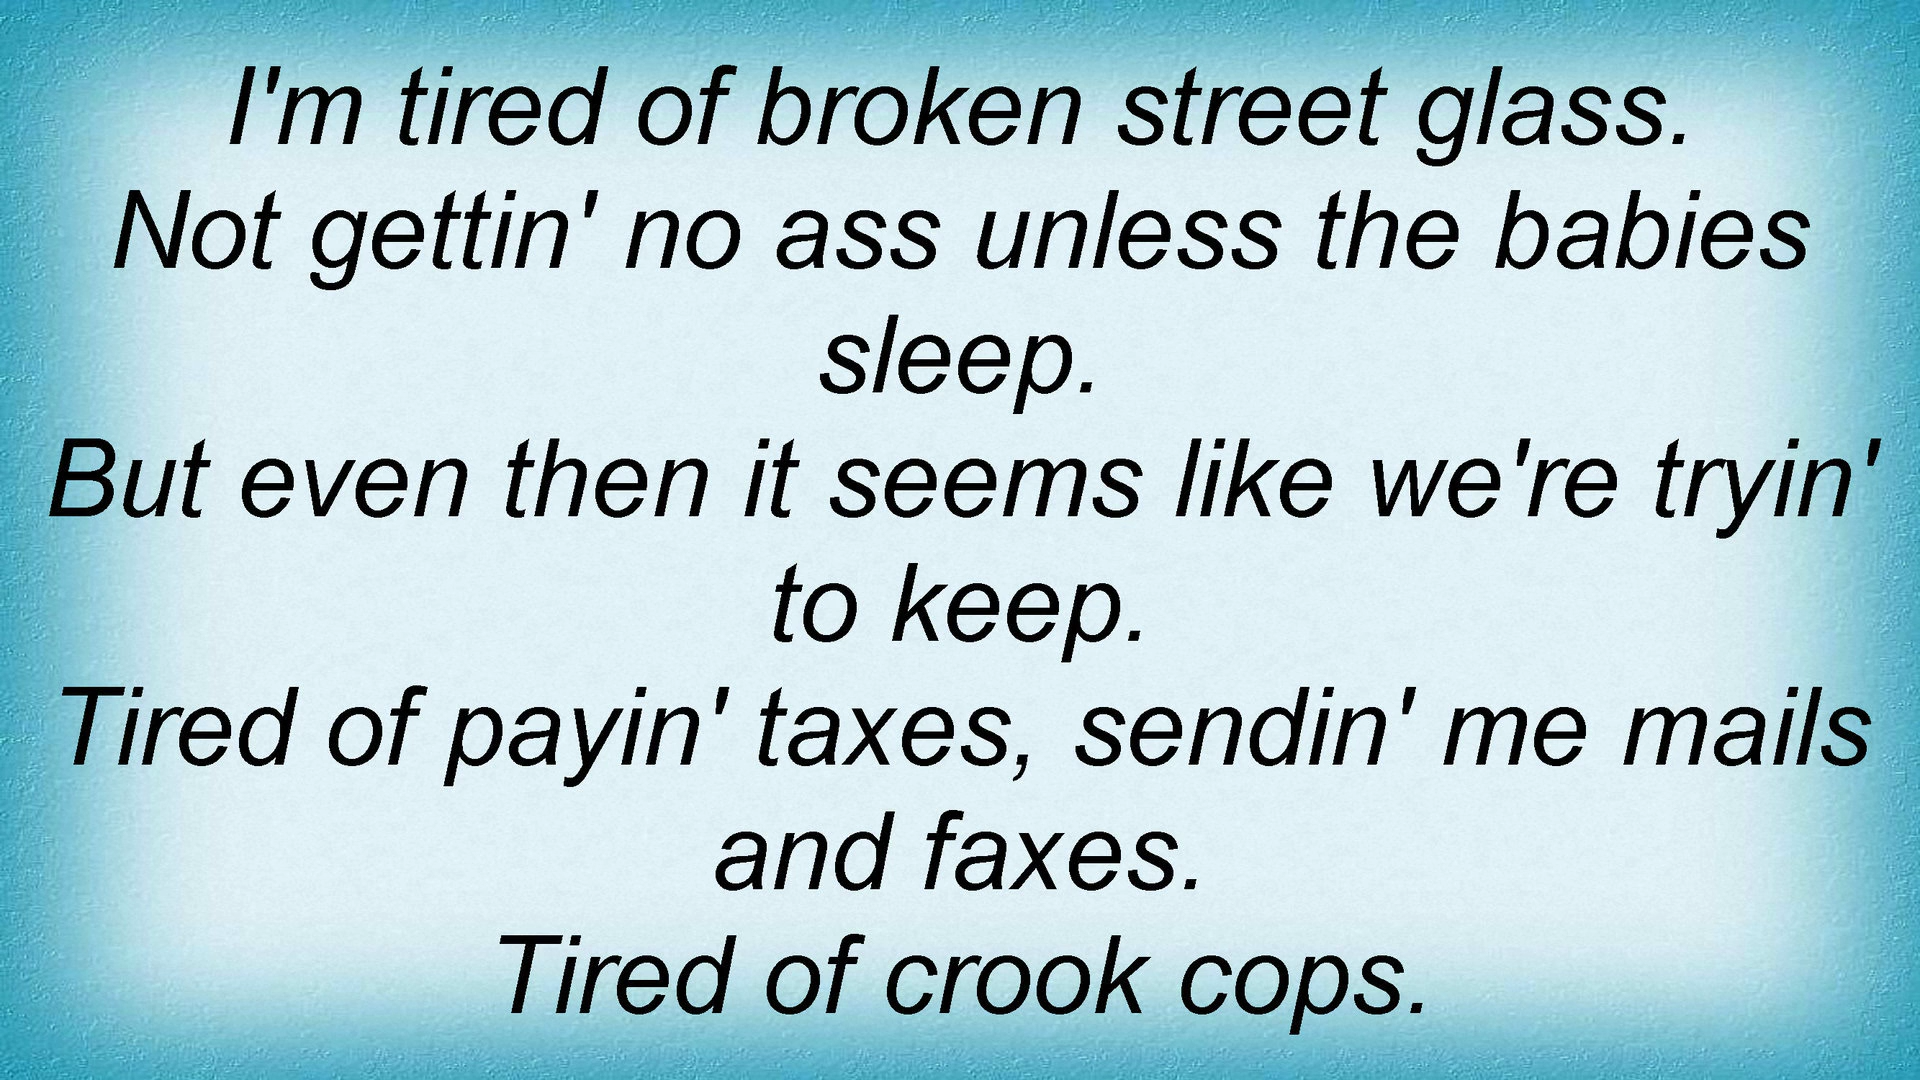 I'm tired of broken street glass.
Not gettin' no ass unless the babies
sleep.
But even then it seems like we're tryin'
to keep.
Tired of payin' taxes, sendin' me mails
and faxes.
Tired of crook cops.